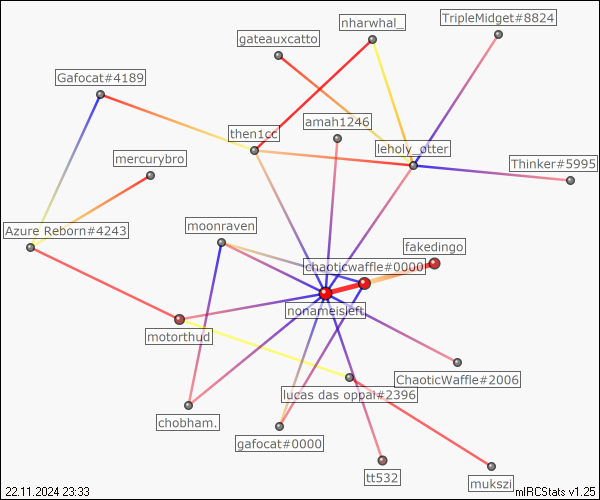 TripleMidget#8824
nharwhal_
gateauxcatto
Gafocat#4189
amah1246
then1cc
leholy_otter
mercurybro
Thinker#5995
moonraven
Azure Reborn#4243
fakedingo
chaoticwaffle#0000
nonameisleft
motorthud
ChaoticWaffle#2006
lucas das oppai#2396
chobham.
gafocat#0000
tt532
mukszi
22.11.2024 23:33
mIRCStats v1.25